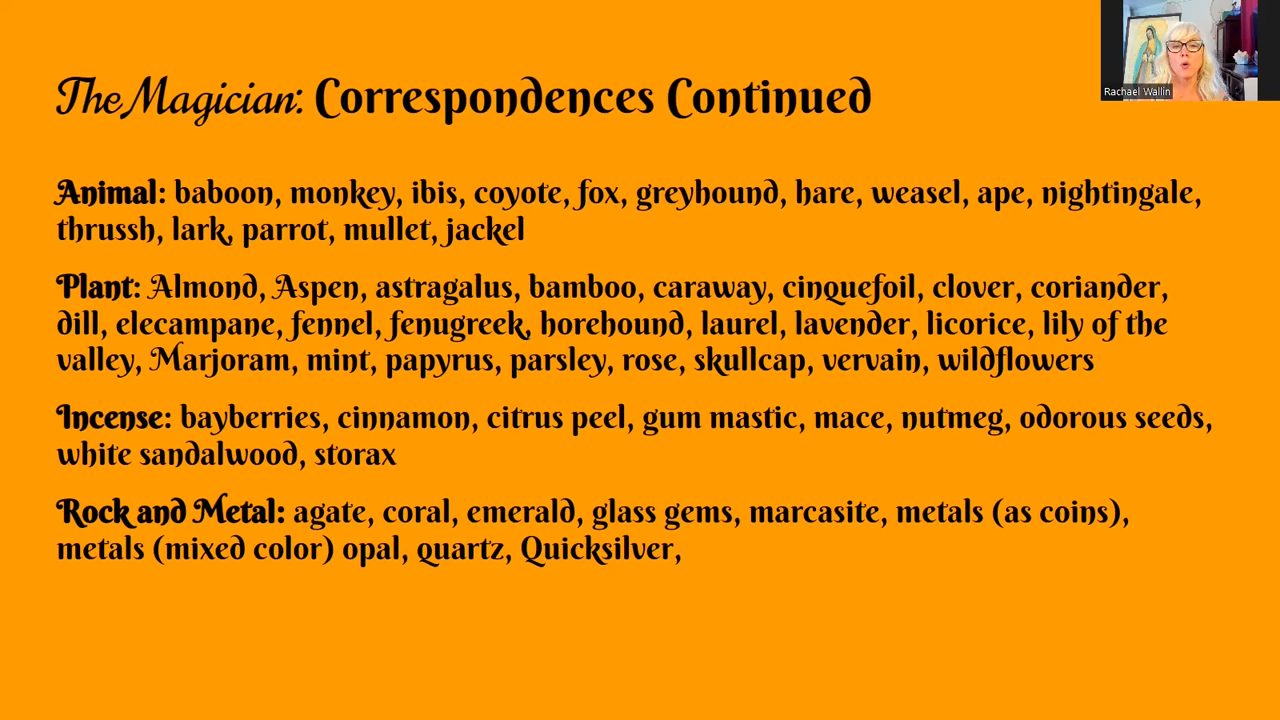 The Magician: Correspondences Continued
Rachael Wallin
Animal: baboon, monkey, ibis, coyote, fox, greyhound, hare, weasel, ape, nightingale,
thrussh, lark, parrot, mullet, jackel
Plant: Almond, Aspen, astragalus, bamboo, caraway, cinquefoil, clover, coriander,
dill, elecampane, fennel, fenugreek, horehound, laurel, lavender, licorice, lily of the
valley, Marjoram, mint, papyrus, parsley, rose, skullcap, vervain, wildflowers
Incense: bayberries, cinnamon, citrus peel, gum mastic, mace, nutmeg, odorous seeds,
white sandalwood, storax
Rock and Metal: agate, coral, emerald, glass gems, marcasite, metals (as coins),
metals (mixed color) opal, quartz, Quicksilver,